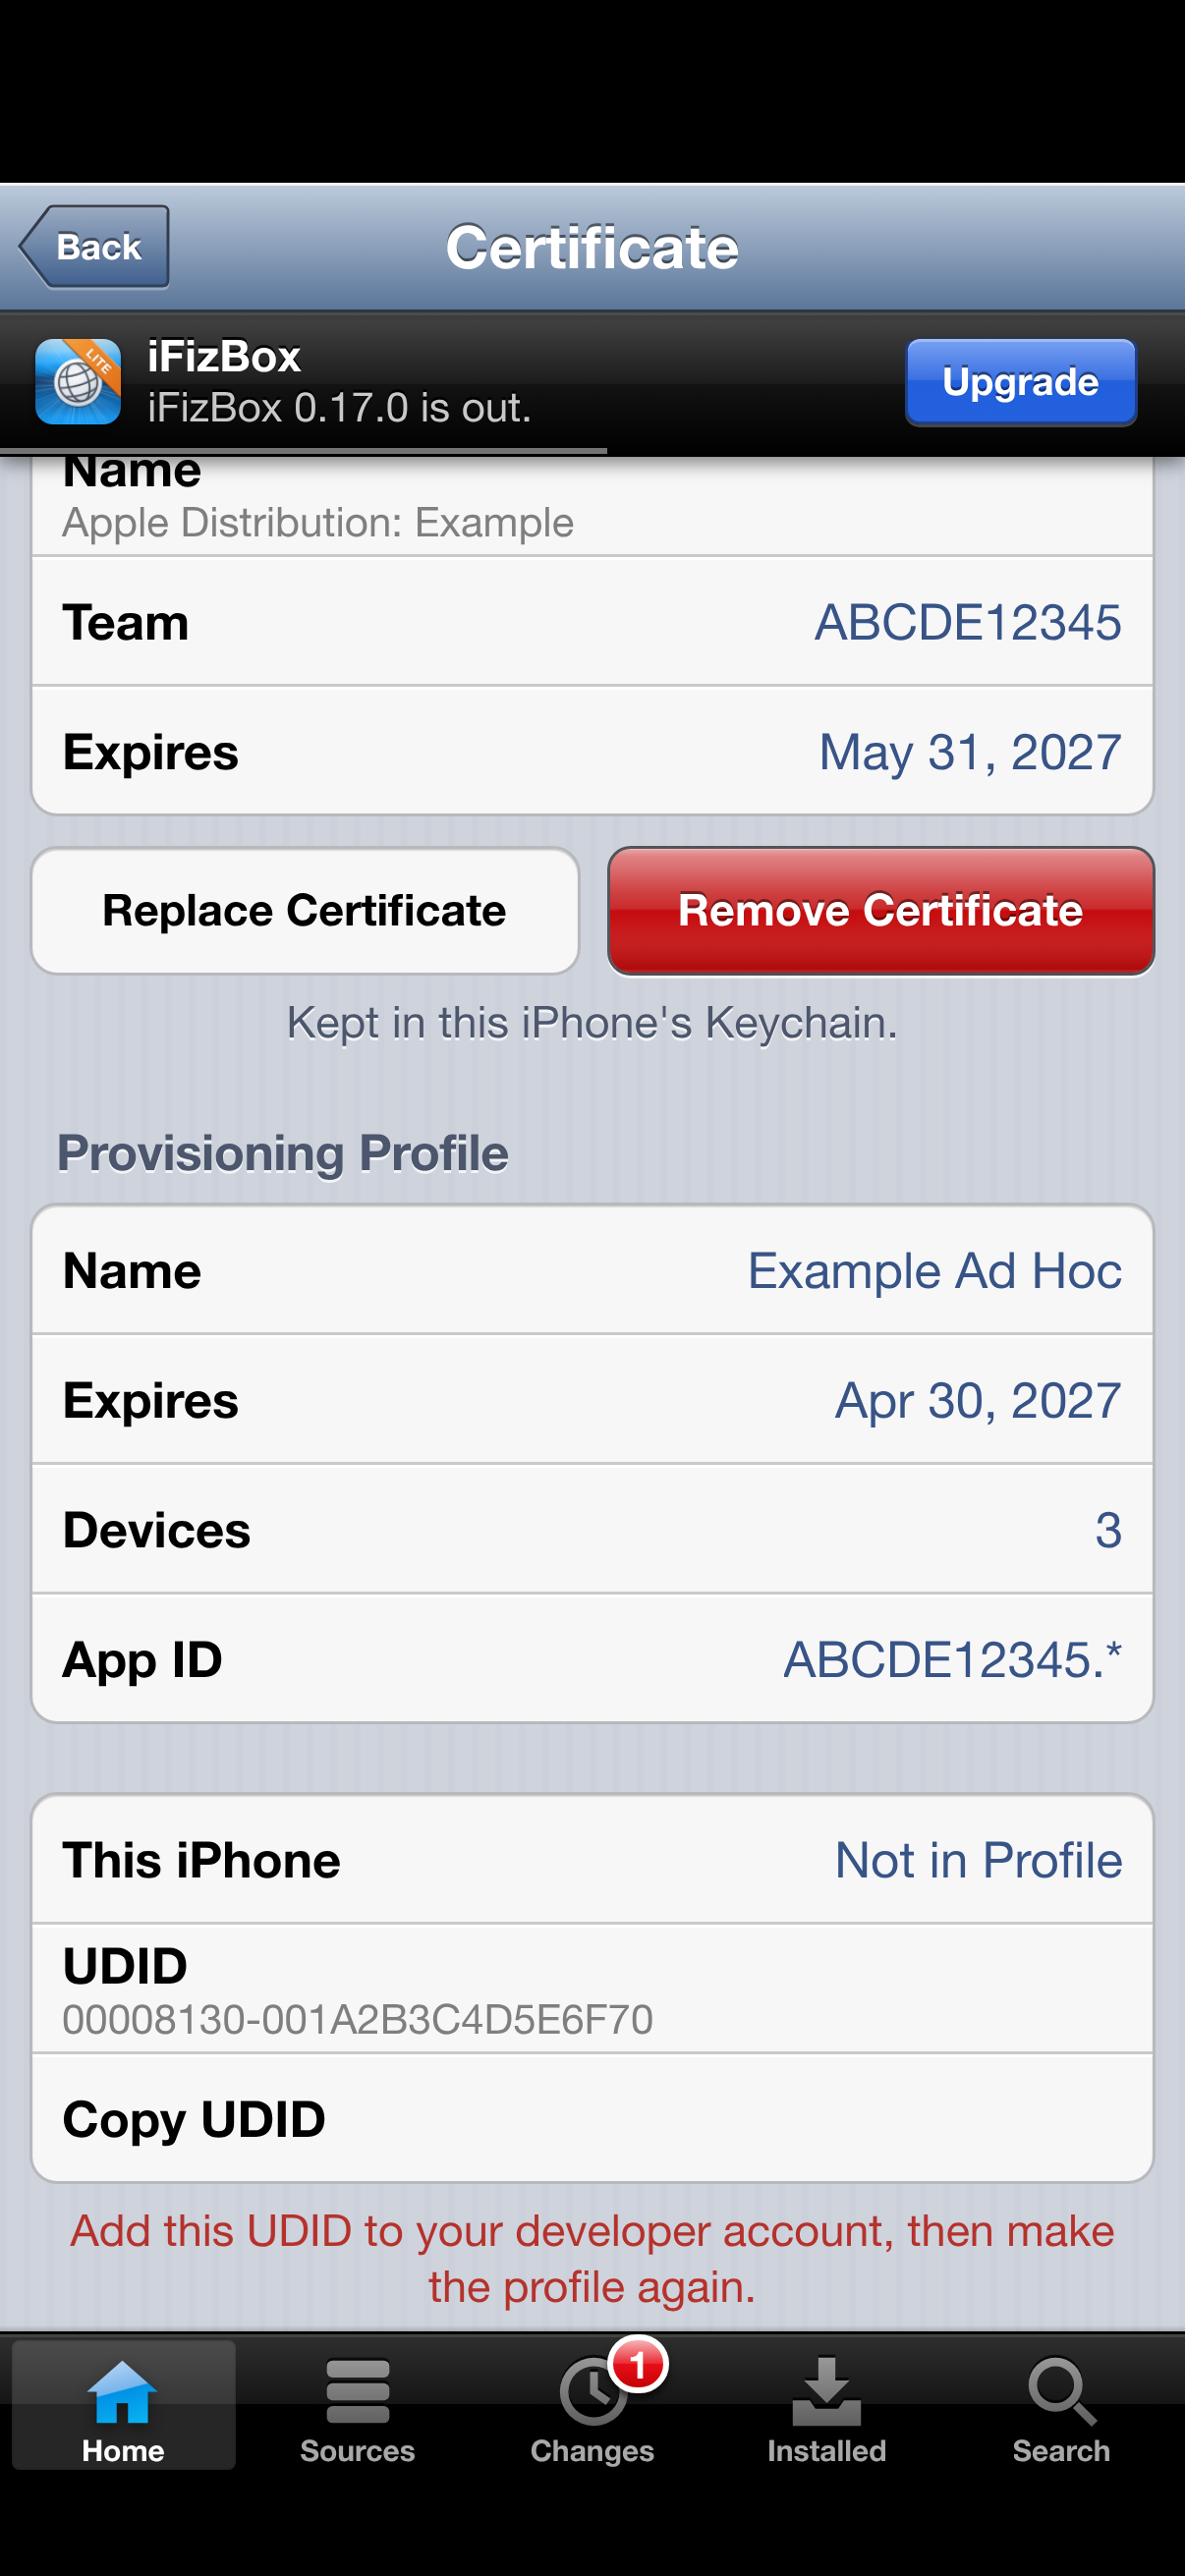 Back
Certificate
LITE
iFizBox
iFizBox 0.17.0 is out.
Upgrade
Name
Apple Distribution: Example
Team
ABCDE12345
Expires
May 31, 2027
Replace Certificate
Remove Certificate
Kept in this iPhone's Keychain.
Provisioning Profile
Name
Example Ad Hoc
Expires
Apr 30, 2027
Devices
3
App ID
ABCDE12345.*
This iPhone
Not in Profile
UDID
00008130-001A2B3C4D5E6F70
Copy UDID
Add this UDID to your developer account, then make
the profile again.
1
Home
Sources
Changes
Installed
Search